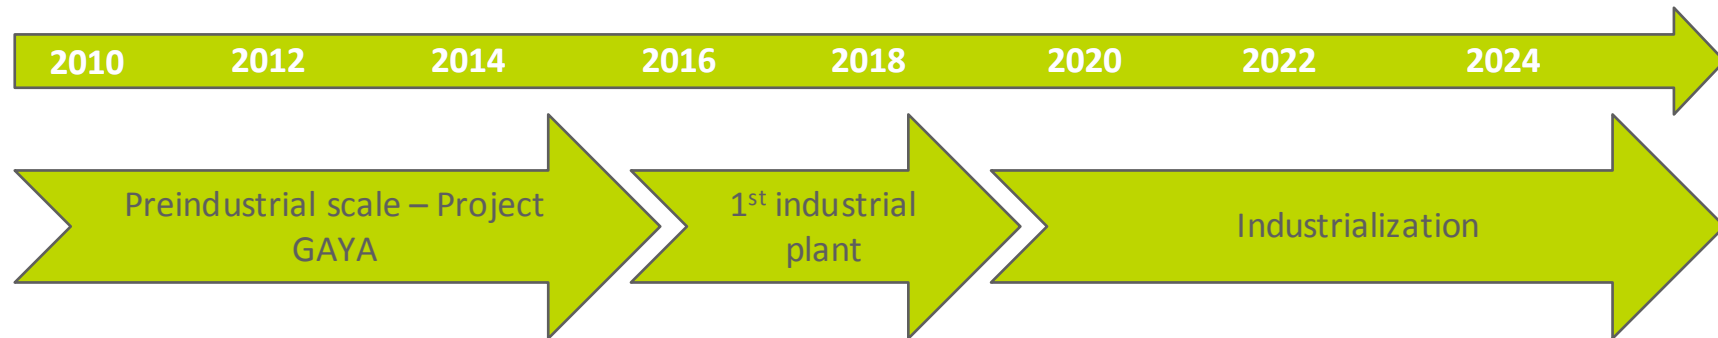 2010 2012 2014 2016 2018 2020 2022 2024
Preindustrial scale – Project
GAYA
1st industrial
plant
Industrialization